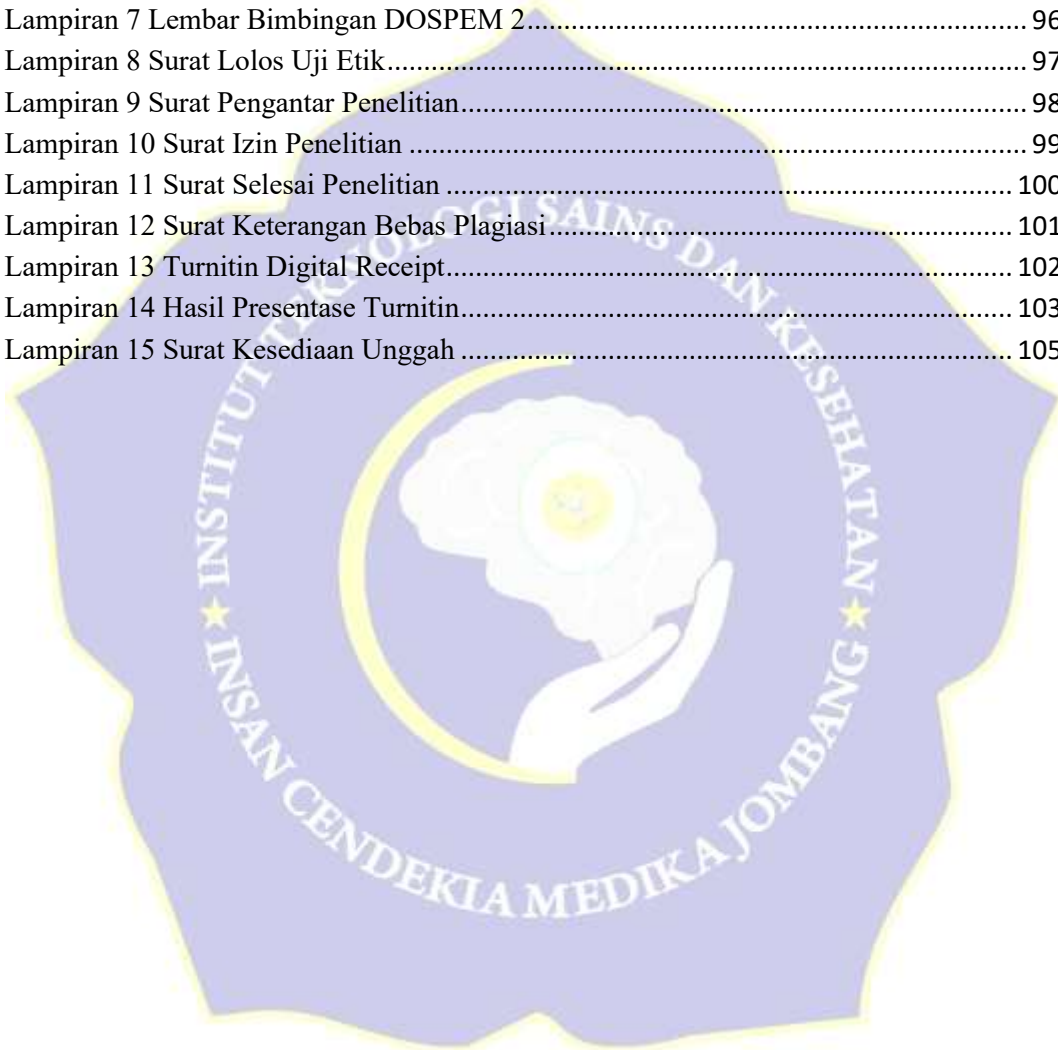 Lampiran 7 Lembar Bimbingan DOSPEM 2........................................................................ 96
Lampiran 8 Surat Lolos Uji Etik.......................................................................................... 97
Lampiran 9 Surat Pengantar Penelitian................................................................................ 98
Lampiran 10 Surat Izin Penelitian ....................................................................................... 99
Lampiran 11 Surat Selesai Penelitian ................................................................................ 100
Lampiran 12 Surat Keterangan Bebas Plagiasi.................................................................. 101
Lampiran 13 Turnitin Digital Receipt................................................................................ 102
Lampiran 14 Hasil Presentase Turnitin.............................................................................. 103
Lampiran 15 Surat Kesediaan Unggah .............................................................................. 105
INSTITUT TEKNOLOGI SAINS DAN KESEHATAN
INSAN CENDEKIA MEDIKA JOMBANG